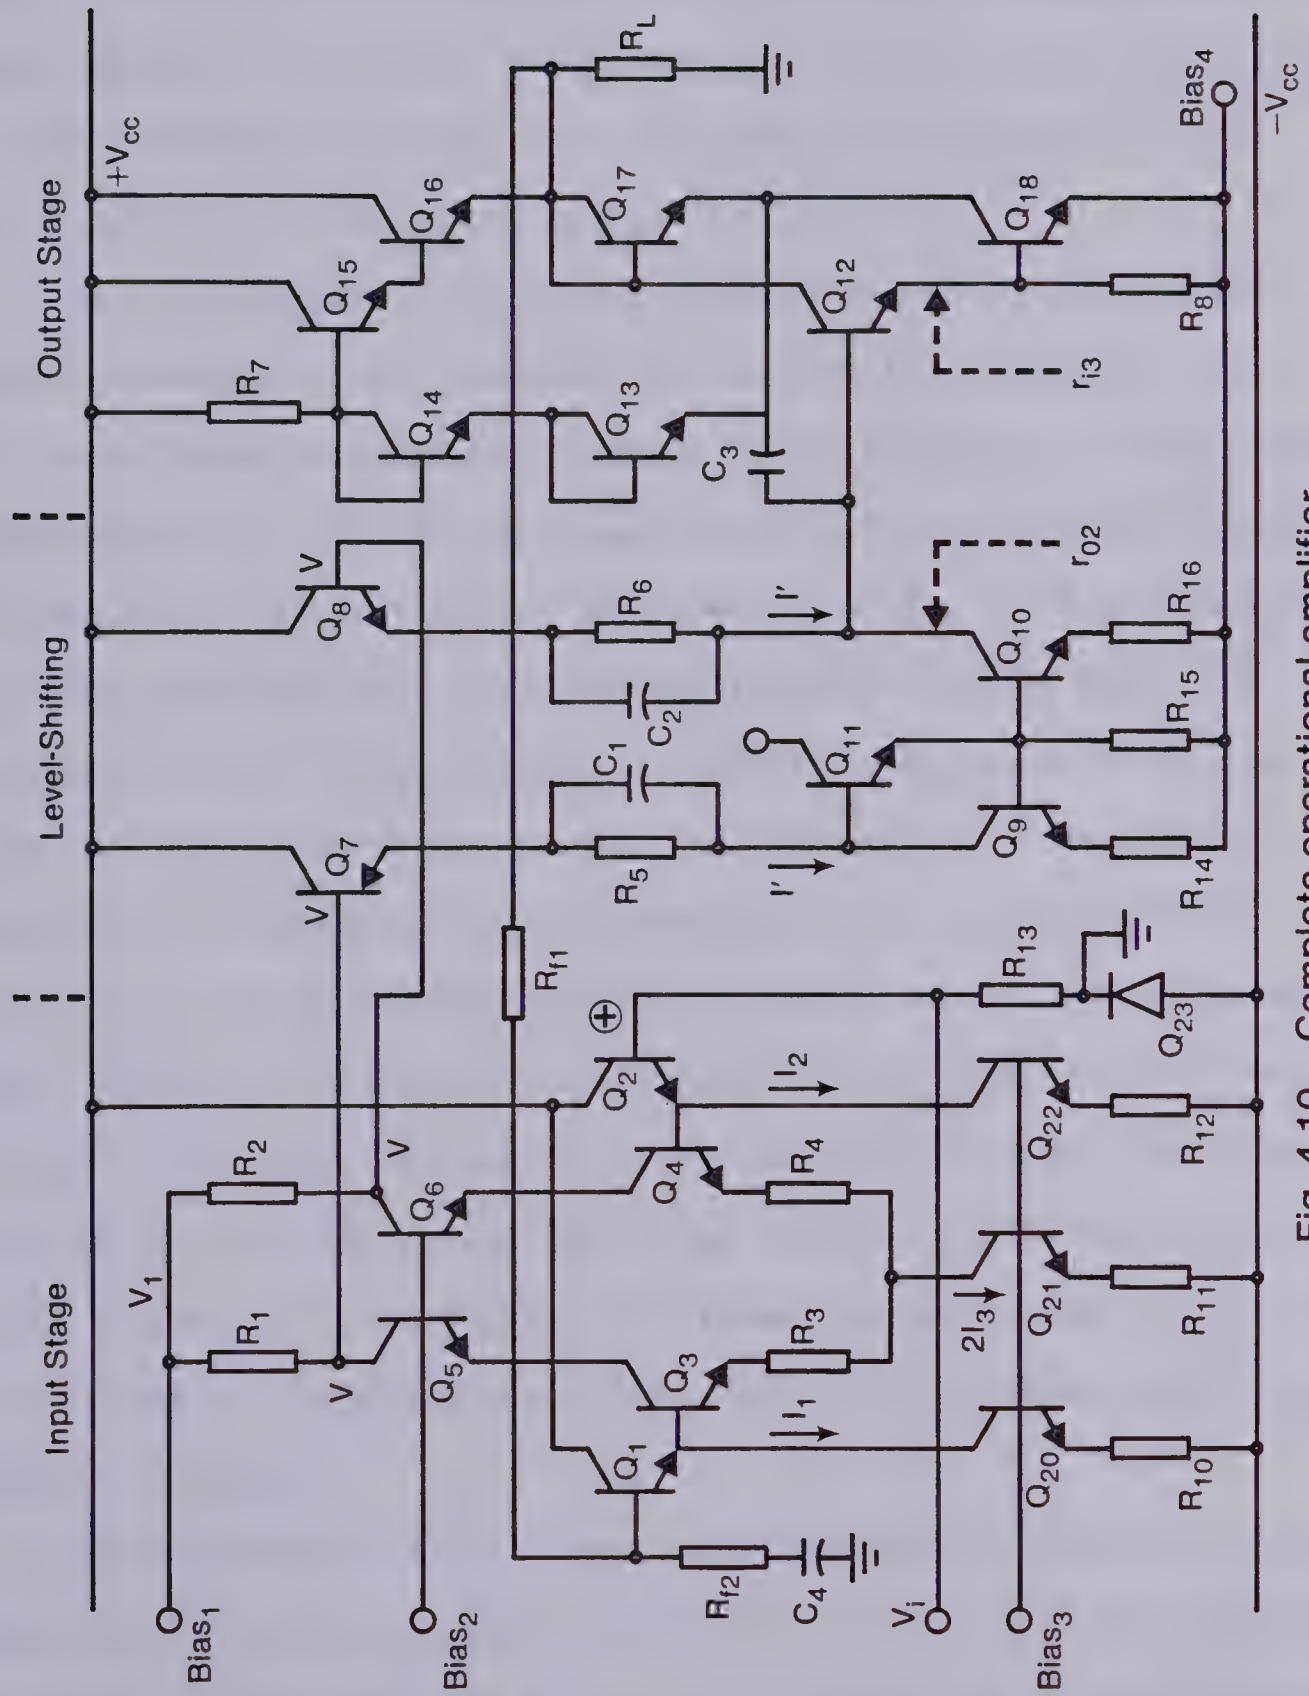 Input Stage
Level-Shifting
Output Stage
+Vcc
Bias1
V1
R1
R2
R7
V
V
V
V
Q5
Q6
Q7
Q8
Q14
Q15
Q16
Bias2
Rf1
Q1
Q2
⊕
Q3
Q4
R5
C1
C2
R6
Q13
Q17
RL
Rf2
C4
I1
I2
R3
R4
I'
I'
Q11
C3
Q12
Vi
2I3
R13
Q9
Q10
r02
ri3
Q18
Bias3
Q20
Q21
Q22
Q23
R10
R11
R12
R14
R15
R16
R8
Bias4
−Vcc
Fig. 4.10 Complete operational amplifier